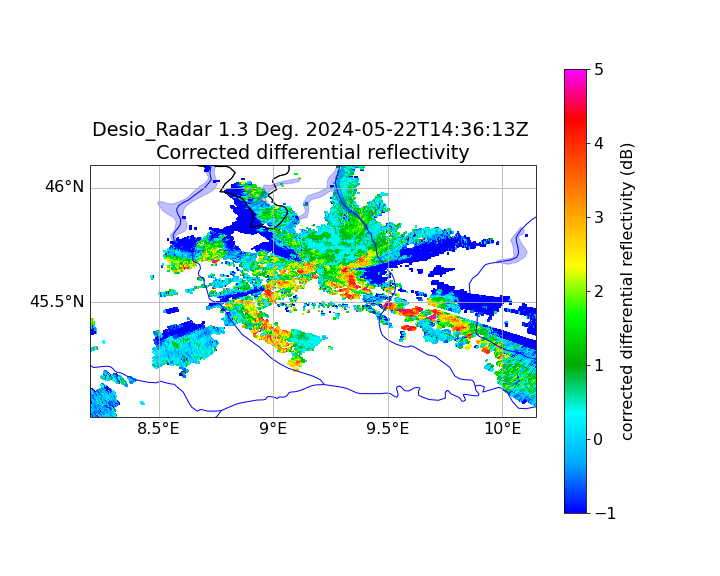 Desio_Radar 1.3 Deg. 2024-05-22T14:36:13Z
Corrected differential reflectivity
46°N
45.5°N
8.5°E
9°E
9.5°E
10°E
5
4
3
2
1
0
−1
corrected differential reflectivity (dB)